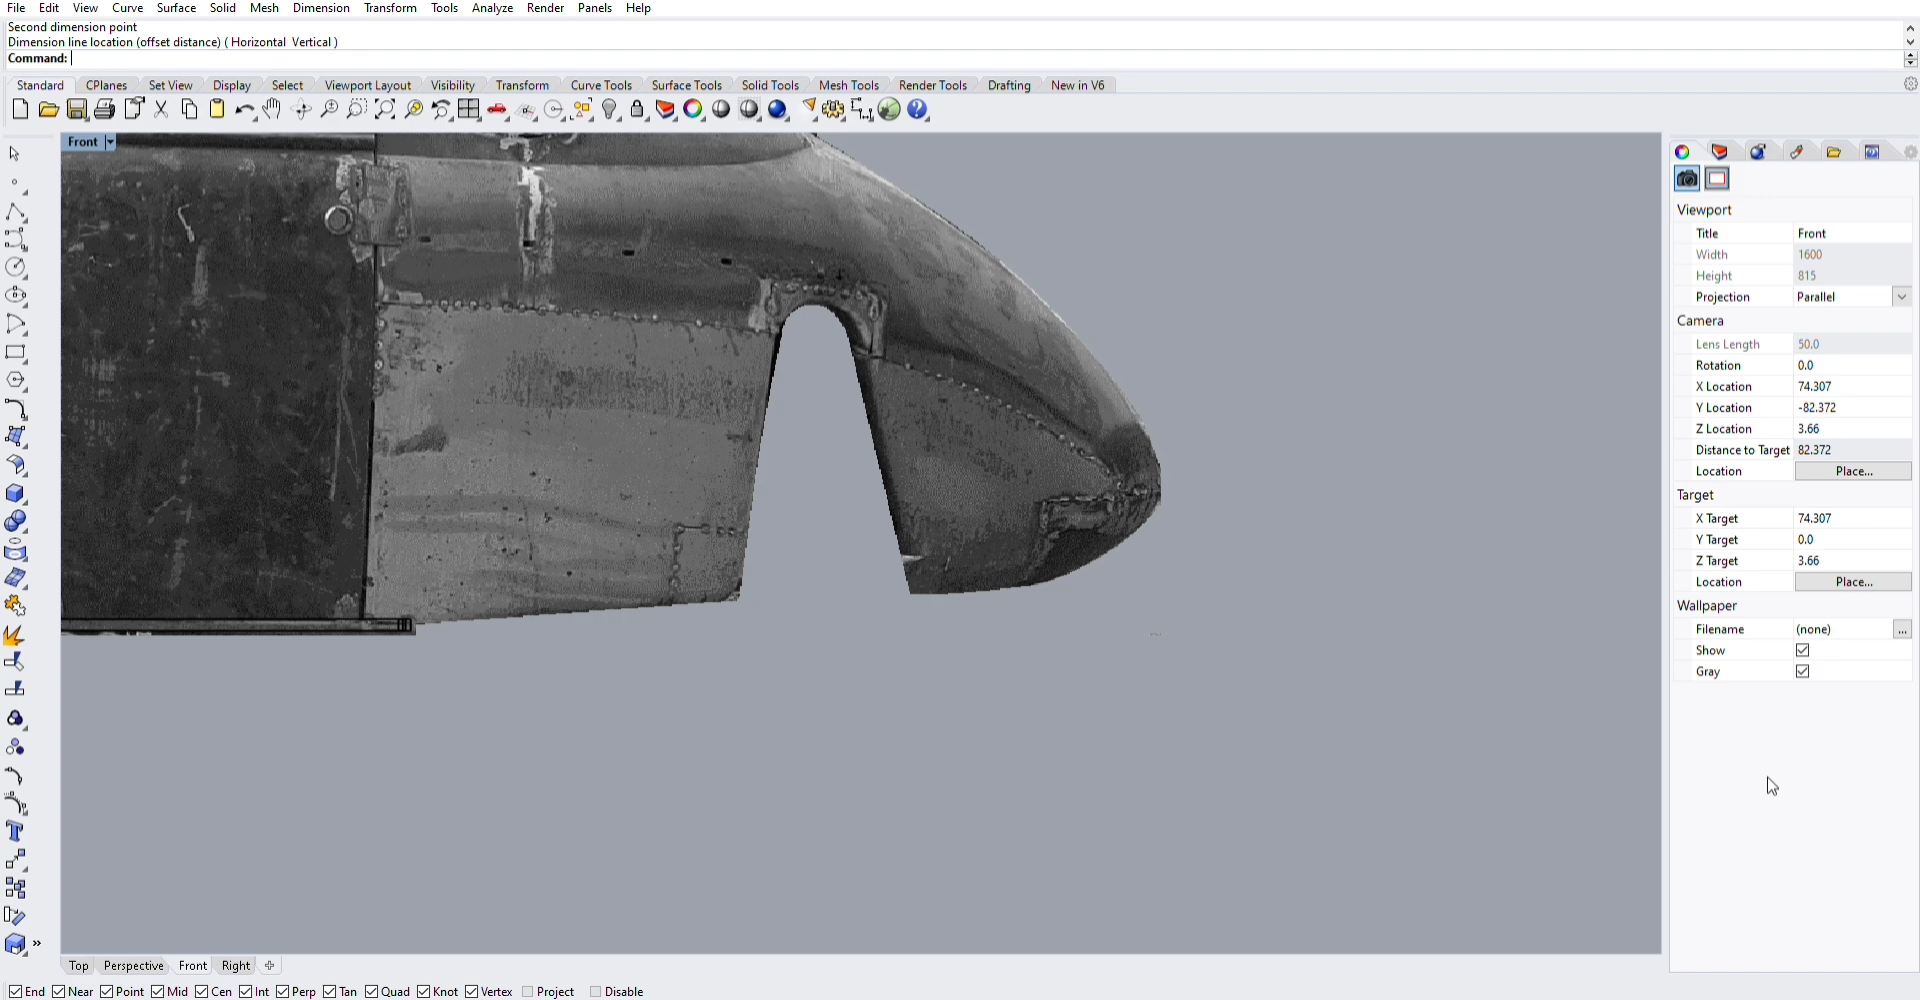 File Edit View Curve Surface Solid Mesh Dimension Transform Tools Analyze Render Panels Help
Second dimension point
Dimension line location (offset distance) ( Horizontal Vertical )
Command:
Standard CPlanes Set View Display Select Viewport Layout Visibility Transform Curve Tools Surface Tools Solid Tools Mesh Tools Render Tools Drafting New in V6
Front
Viewport
Title Front
Width 1600
Height 815
Projection Parallel
Camera
Lens Length 50.0
Rotation 0.0
X Location 74.307
Y Location -82.372
Z Location 3.66
Distance to Target 82.372
Location Place...
Target
X Target 74.307
Y Target 0.0
Z Target 3.66
Location Place...
Wallpaper
Filename (none) ...
Show
Gray
Top Perspective Front Right
End Near Point Mid Cen Int Perp Tan Quad Knot Vertex Project Disable